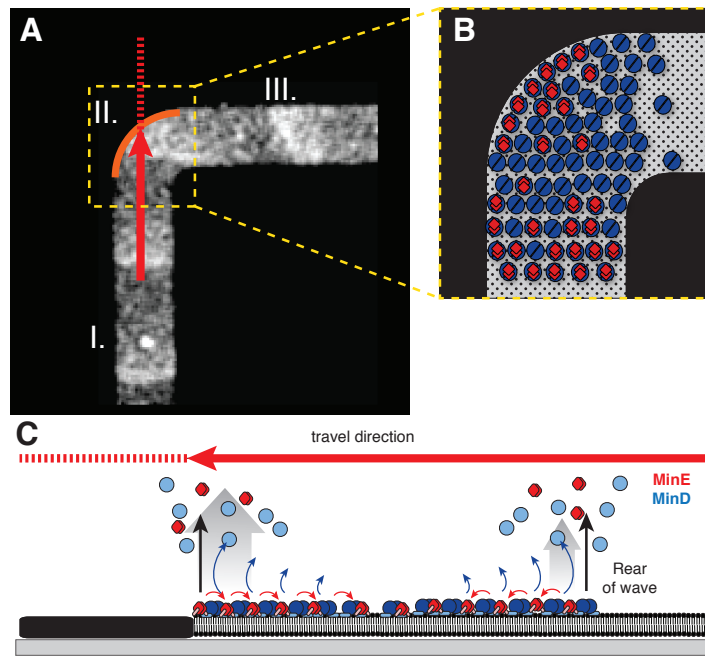 A
B
II.
III.
I.
C
travel direction
MinE
MinD
Rear
of wave